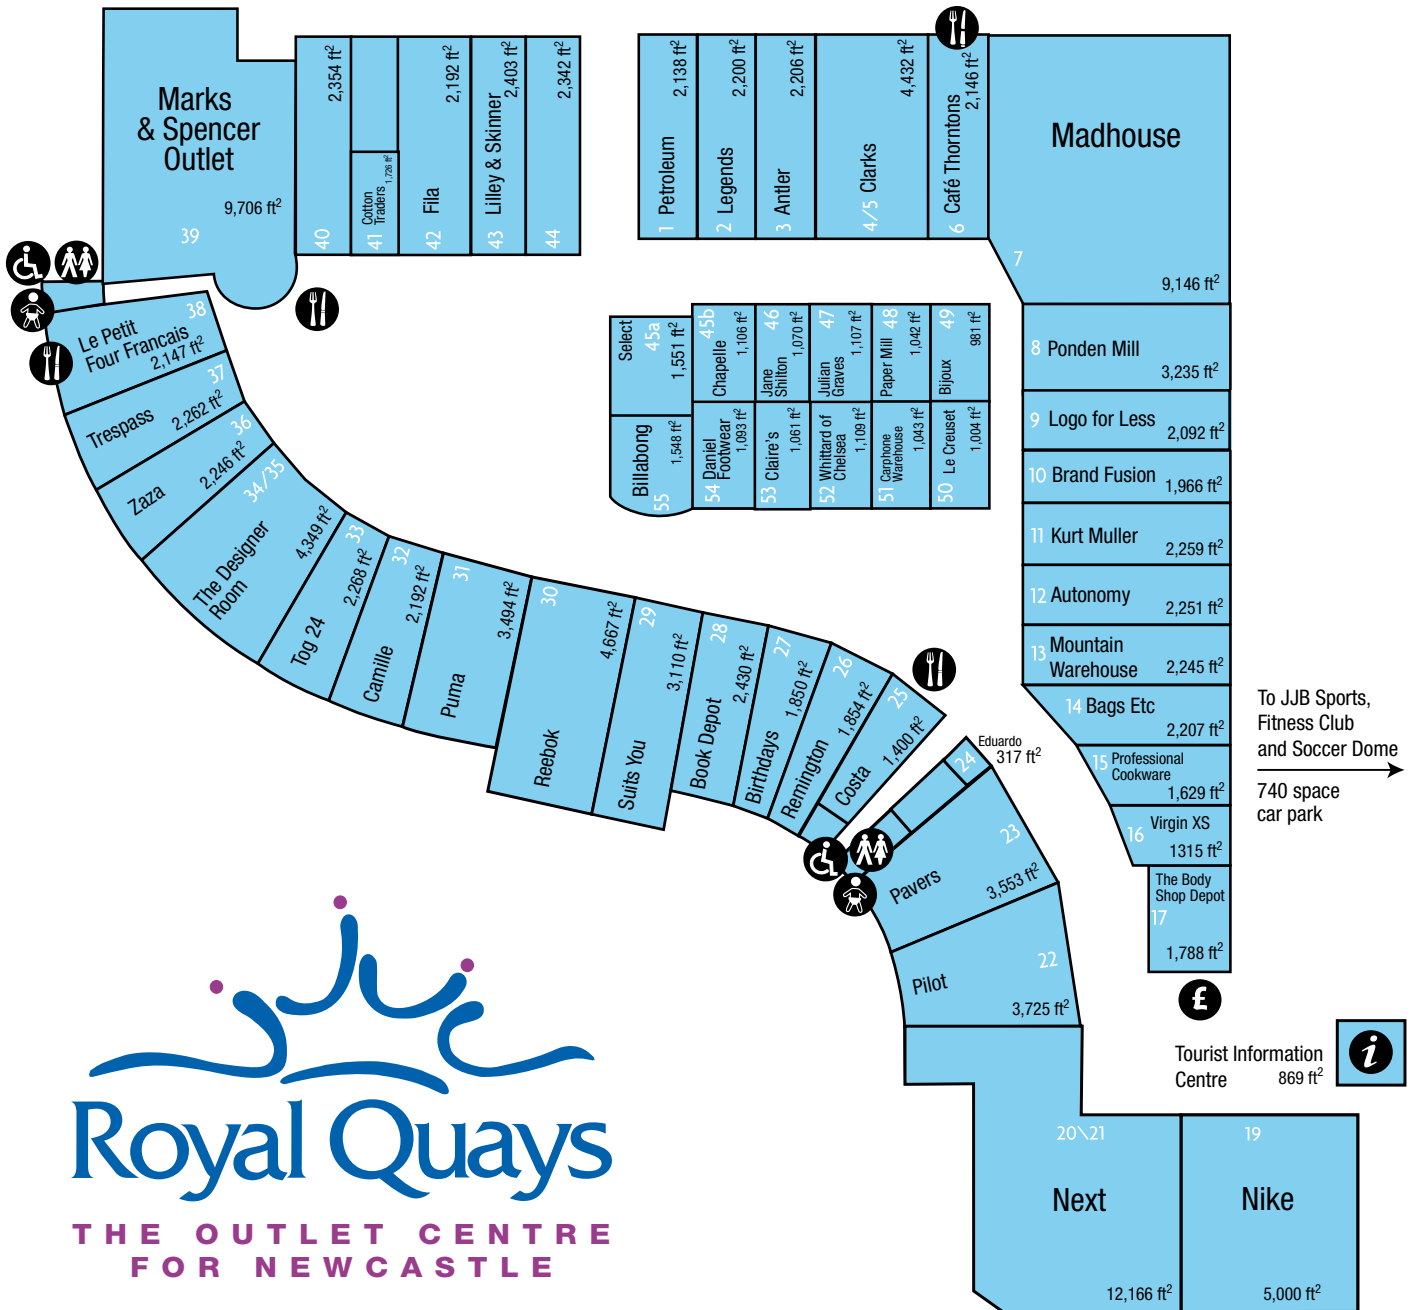 Marks
& Spencer
Outlet
9,706 ft²
39
2,354 ft²
40
Cotton
Traders
1,726 ft²
41
2,192 ft²
Fila
42
2,403 ft²
Lilley & Skinner
43
2,342 ft²
44
2,138 ft²
1 Petroleum
2,200 ft²
2 Legends
2,206 ft²
3 Antler
4,432 ft²
4/5 Clarks
2,146 ft²
6 Café Thorntons
Madhouse
7
9,146 ft²
8 Ponden Mill
3,235 ft²
9 Logo for Less
2,092 ft²
10 Brand Fusion
1,966 ft²
11 Kurt Muller
2,259 ft²
12 Autonomy
2,251 ft²
13 Mountain
Warehouse
2,245 ft²
14 Bags Etc
2,207 ft²
15 Professional
Cookware
1,629 ft²
16 Virgin XS
1315 ft²
The Body
Shop Depot
17
1,788 ft²
£
To JJB Sports,
Fitness Club
and Soccer Dome
740 space
car park
Tourist Information
Centre 869 ft²
i
Select
45a
1,551 ft²
45b
Chapelle
1,106 ft²
46
Jane
Shilton
1,070 ft²
47
Julian
Graves
1,107 ft²
48
Paper Mill
1,042 ft²
49
Bijoux
981 ft²
Billabong
55
1,548 ft²
54 Daniel
Footwear
1,093 ft²
53 Claire's
1,061 ft²
52 Whittard of
Chelsea
1,109 ft²
51 Carphone
Warehouse
1,043 ft²
50 Le Creuset
1,004 ft²
38
Le Petit
Four Francais
2,147 ft²
37
Trespass
2,262 ft²
36
Zaza
2,246 ft²
34/35
The Designer
Room
4,349 ft²
33
Tog 24
2,268 ft²
32
Camille
2,192 ft²
31
Puma
3,494 ft²
30
Reebok
4,667 ft²
29
Suits You
3,110 ft²
28
Book Depot
2,430 ft²
27
Birthdays
1,850 ft²
26
Remington
1,854 ft²
25
Costa
1,400 ft²
24
Eduardo
317 ft²
23
Pavers
3,553 ft²
22
Pilot
3,725 ft²
20\21
Next
12,166 ft²
19
Nike
5,000 ft²
Royal Quays
THE OUTLET CENTRE
FOR NEWCASTLE